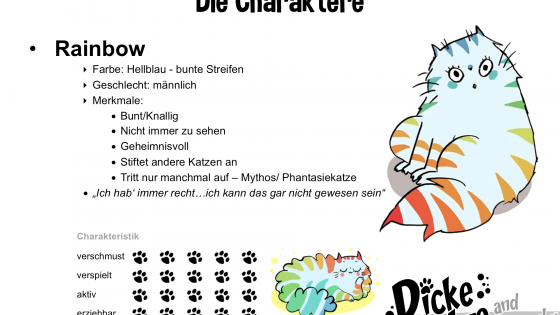 Die Charaktere
• Rainbow
Farbe: Hellblau - bunte Streifen
Geschlecht: männlich
Merkmale:
• Bunt/Knallig
• Nicht immer zu sehen
• Geheimnisvoll
• Stiftet andere Katzen an
• Tritt nur manchmal auf – Mythos/ Phantasiekatze
• „Ich hab‘ immer recht…ich kann das gar nicht gewesen sein“
Charakteristik
verschmust
verspielt
aktiv
erziehbar
Dicke
and